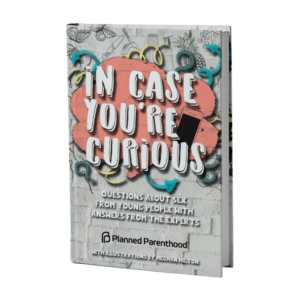 IN CASE
YOU'RE
CURIOUS
QUESTIONS ABOUT SEX
FROM YOUNG PEOPLE WITH
ANSWERS FROM THE EXPERTS
Planned Parenthood®
WITH ILLUSTRATIONS BY